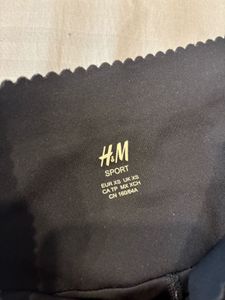 H&M
SPORT
EUR XS UK XS
CA TP MX XCH
CN 160/64A